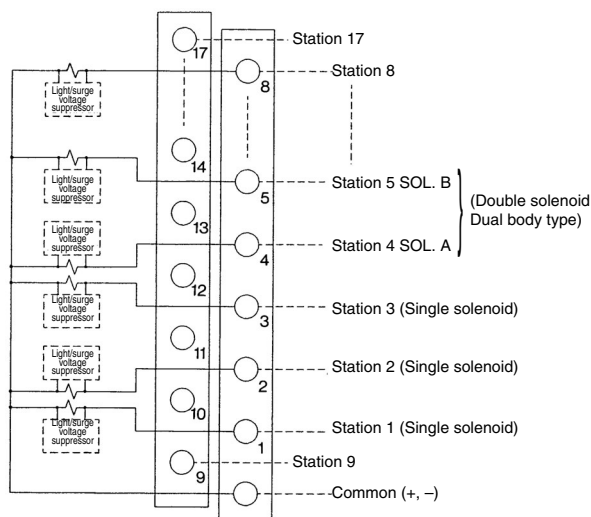 17
Station 17
8
Station 8
Light/surge
voltage
suppressor
14
Light/surge
voltage
suppressor
5
Station 5 SOL. B
(Double solenoid
Dual body type)
13
Light/surge
voltage
suppressor
4
Station 4 SOL. A
12
Light/surge
voltage
suppressor
3
Station 3 (Single solenoid)
11
Light/surge
voltage
suppressor
2
Station 2 (Single solenoid)
10
Light/surge
voltage
suppressor
1
Station 1 (Single solenoid)
9
Station 9
Common (+, –)